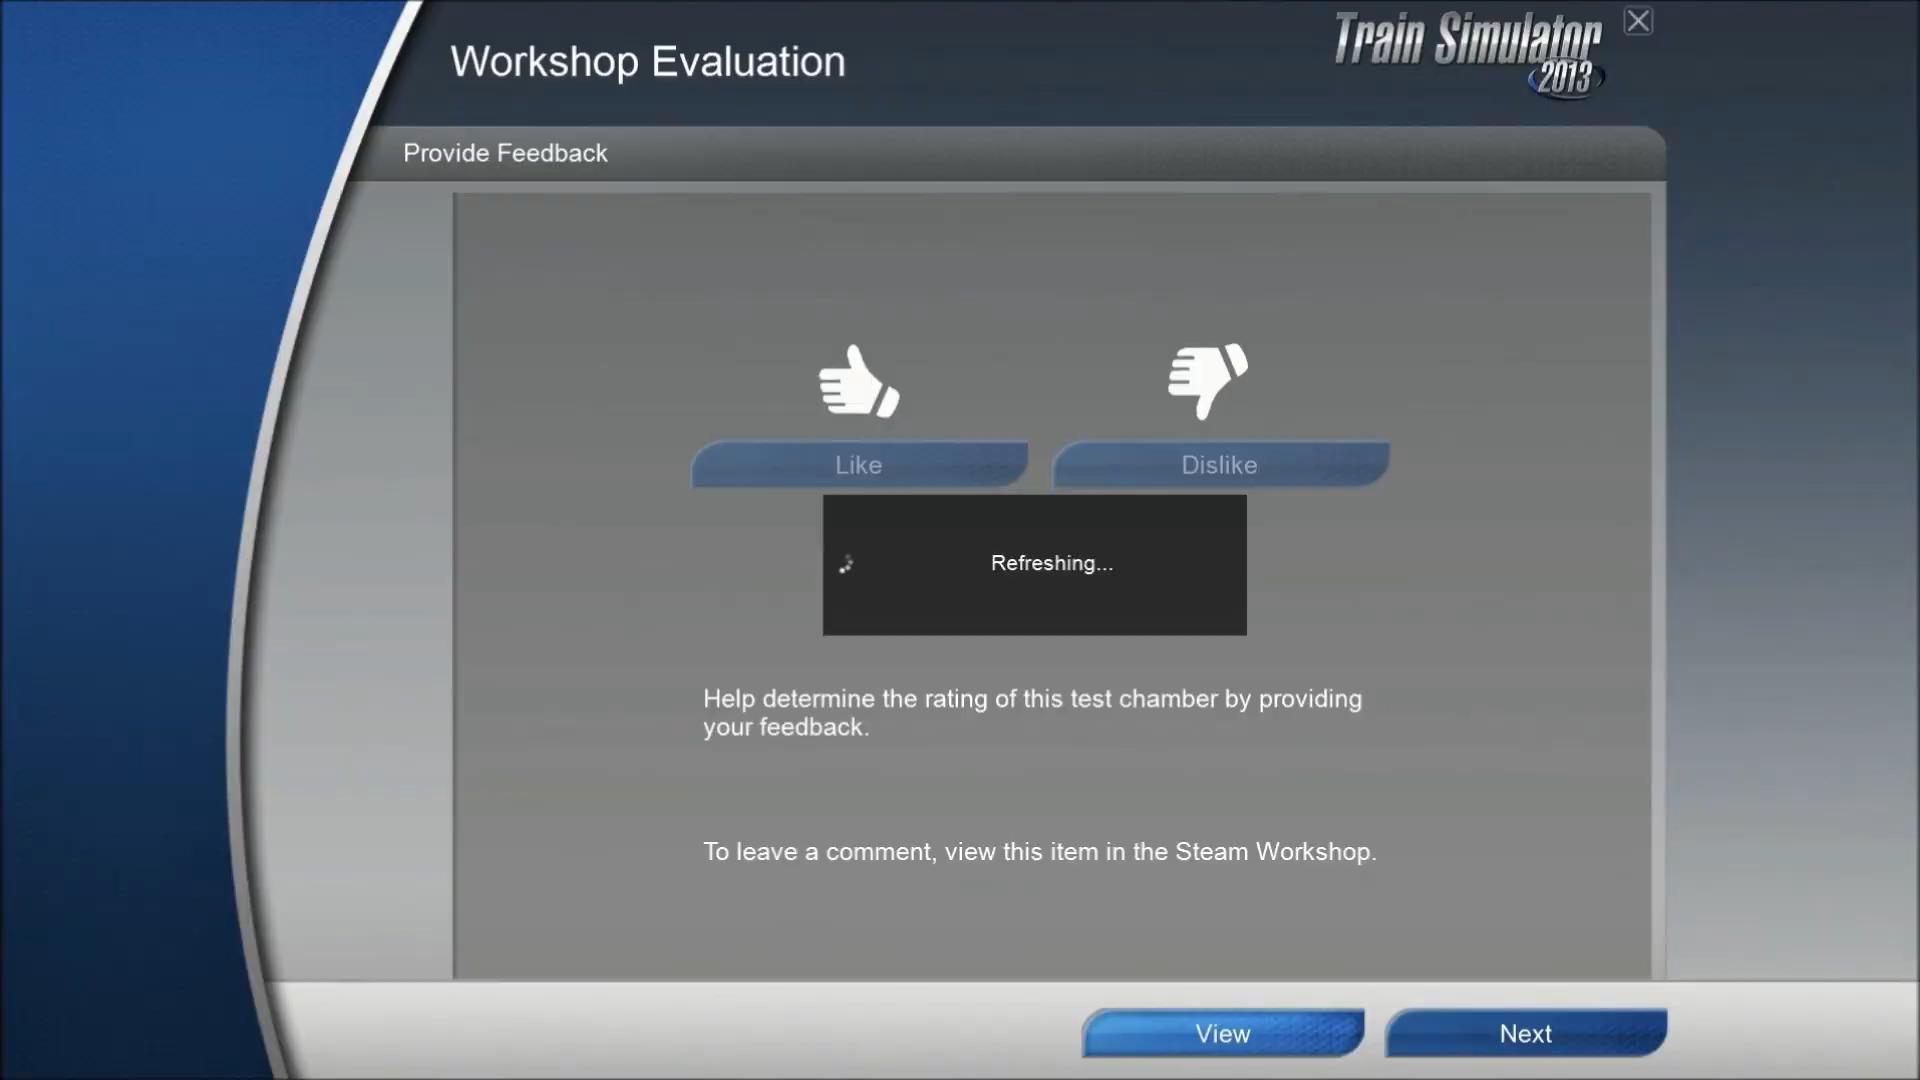 Workshop Evaluation
Train Simulator
2013
Provide Feedback
Like
Dislike
Refreshing...
Help determine the rating of this test chamber by providing
your feedback.
To leave a comment, view this item in the Steam Workshop.
View
Next